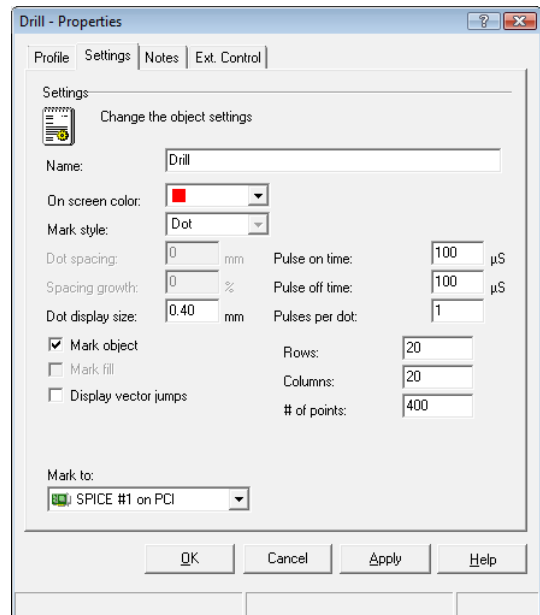 Drill - Properties
Profile Settings Notes Ext. Control
Settings
Change the object settings
Name: Drill
On screen color:
Mark style: Dot
Dot spacing: 0 mm Pulse on time: 100 µS
Spacing growth: 0 % Pulse off time: 100 µS
Dot display size: 0.40 mm Pulses per dot: 1
Mark object Rows: 20
Mark fill Columns: 20
Display vector jumps # of points: 400
Mark to:
SPICE #1 on PCI
OK Cancel Apply Help